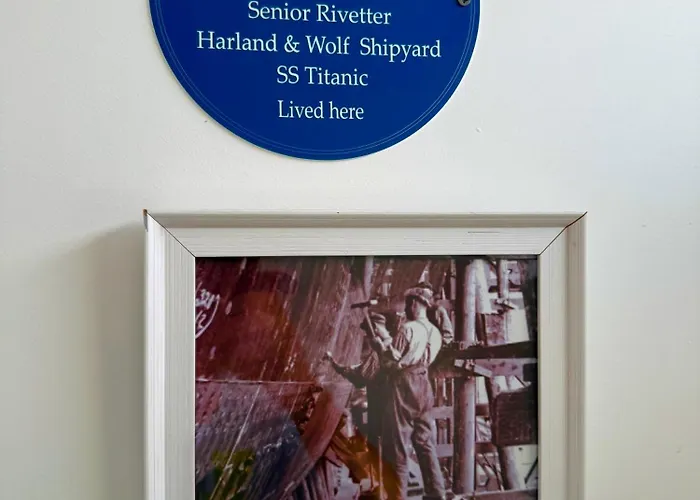 Senior Rivetter
Harland & Wolf Shipyard
SS Titanic
Lived here